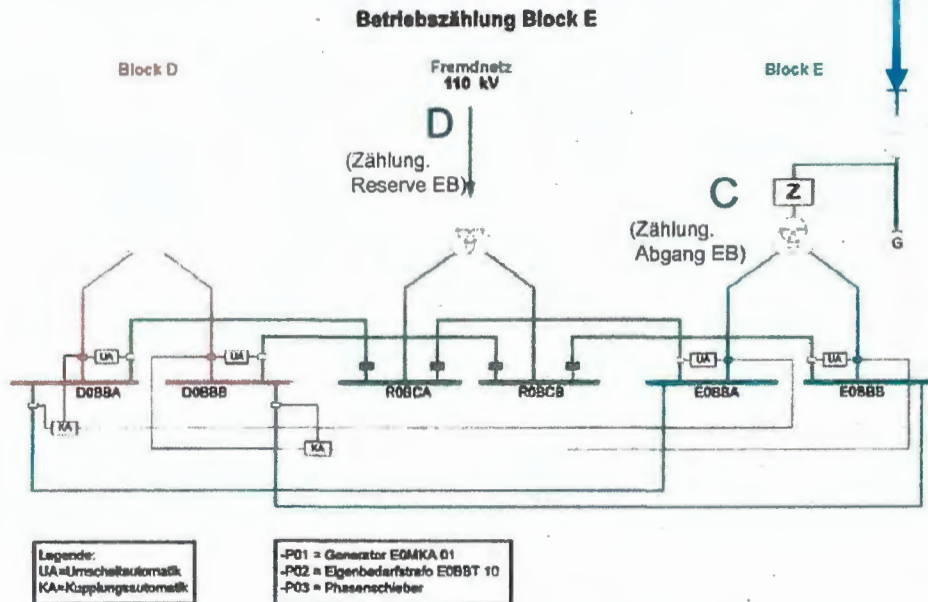 Betriebszählung Block E
Block D
Fremdnetz
110 kV
Block E
D
(Zählung.
Reserve EB)
C
Z
(Zählung.
Abgang EB)
G
UA
UA
UA
UA
D0BBA
D0BBB
R0BCA
R0BCB
E0BBA
E0BBB
KA
KA
Legende:
UA=Umschaltautomatik
KA=Kupplungsautomatik
-P01 = Generator E0MKA 01
-P02 = Eigenbedarfstrafo E0BBT 10
-P03 = Phasenschieber